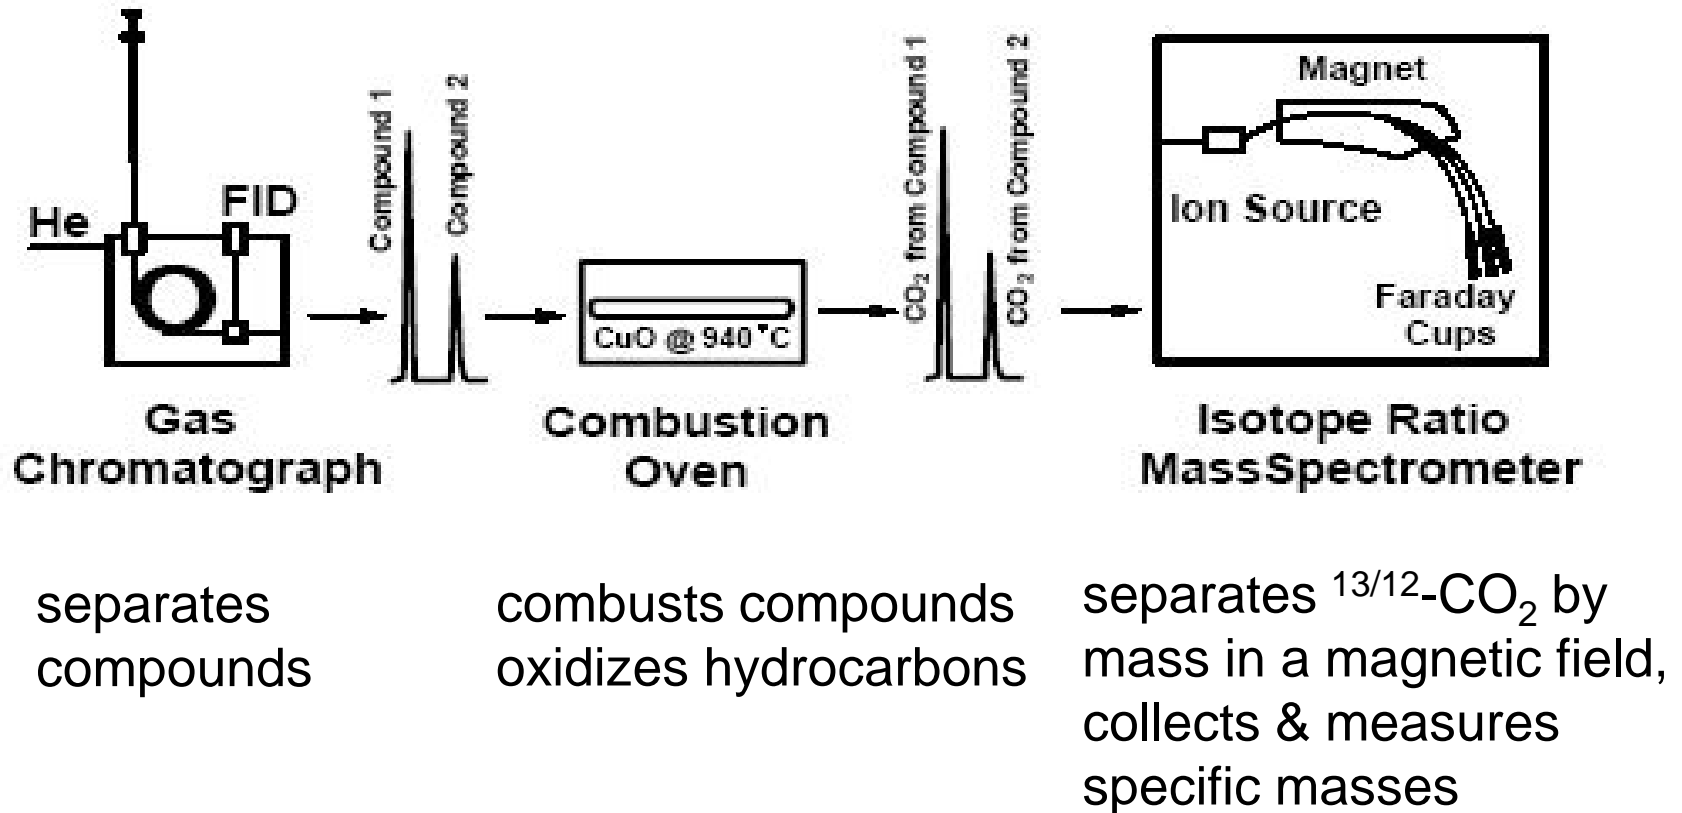 He
FID
Compound 1
Compound 2
CuO @ 940 °C
CO₂ from Compound 1
CO₂ from Compound 2
Magnet
Ion Source
Faraday
Cups
Gas
Chromatograph
Combustion
Oven
Isotope Ratio
MassSpectrometer
separates
compounds
combusts compounds
oxidizes hydrocarbons
separates ¹³/¹²-CO₂ by
mass in a magnetic field,
collects & measures
specific masses